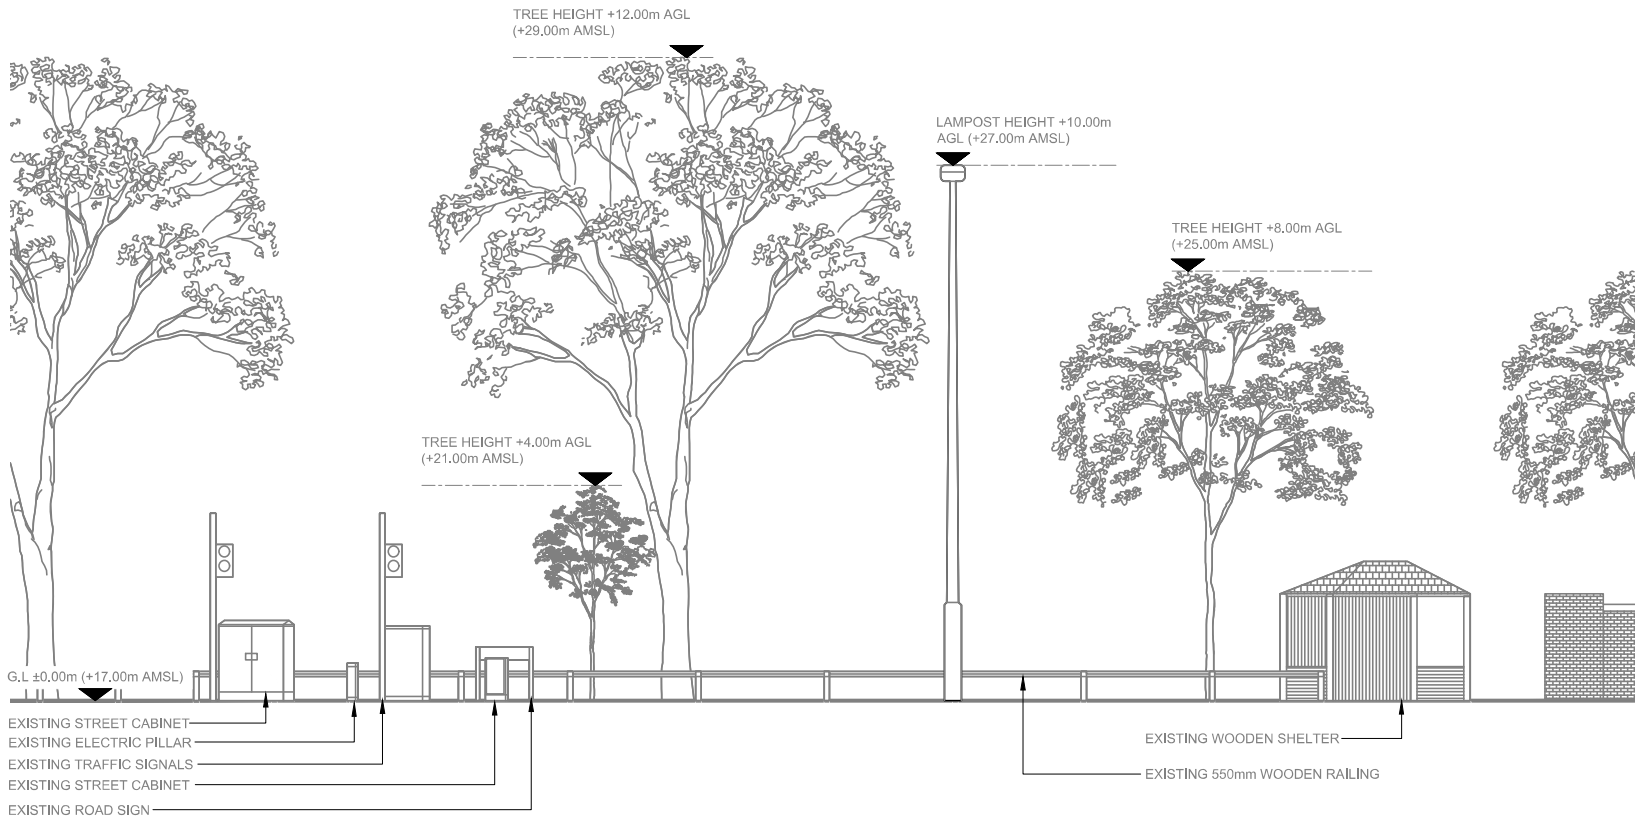 TREE HEIGHT +12.00m AGL
(+29.00m AMSL)
LAMPOST HEIGHT +10.00m
AGL (+27.00m AMSL)
TREE HEIGHT +8.00m AGL
(+25.00m AMSL)
TREE HEIGHT +4.00m AGL
(+21.00m AMSL)
G.L ±0.00m (+17.00m AMSL)
EXISTING STREET CABINET
EXISTING ELECTRIC PILLAR
EXISTING TRAFFIC SIGNALS
EXISTING STREET CABINET
EXISTING ROAD SIGN
EXISTING WOODEN SHELTER
EXISTING 550mm WOODEN RAILING